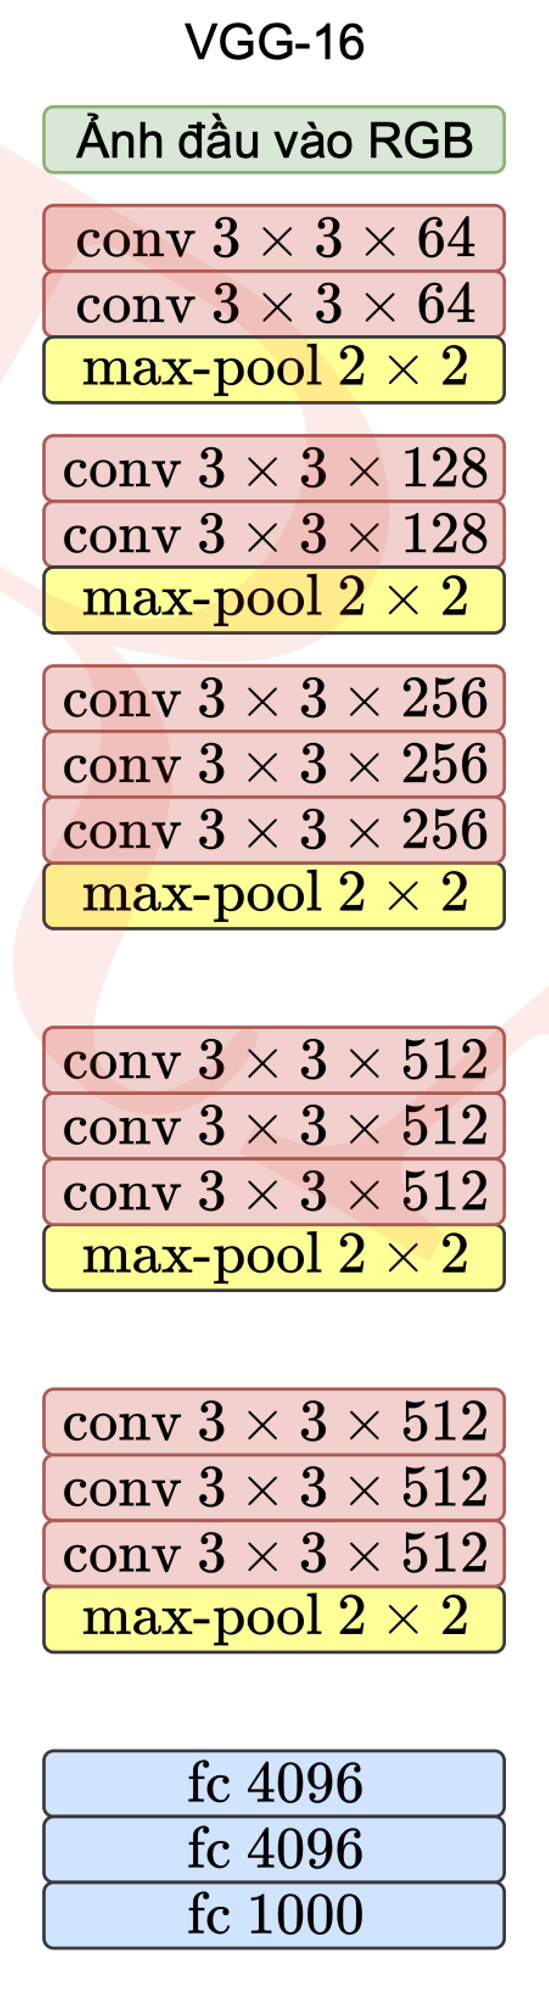 VGG-16
Ảnh đầu vào RGB
conv 3 × 3 × 64
conv 3 × 3 × 64
max-pool 2 × 2
conv 3 × 3 × 128
conv 3 × 3 × 128
max-pool 2 × 2
conv 3 × 3 × 256
conv 3 × 3 × 256
conv 3 × 3 × 256
max-pool 2 × 2
conv 3 × 3 × 512
conv 3 × 3 × 512
conv 3 × 3 × 512
max-pool 2 × 2
conv 3 × 3 × 512
conv 3 × 3 × 512
conv 3 × 3 × 512
max-pool 2 × 2
fc 4096
fc 4096
fc 1000